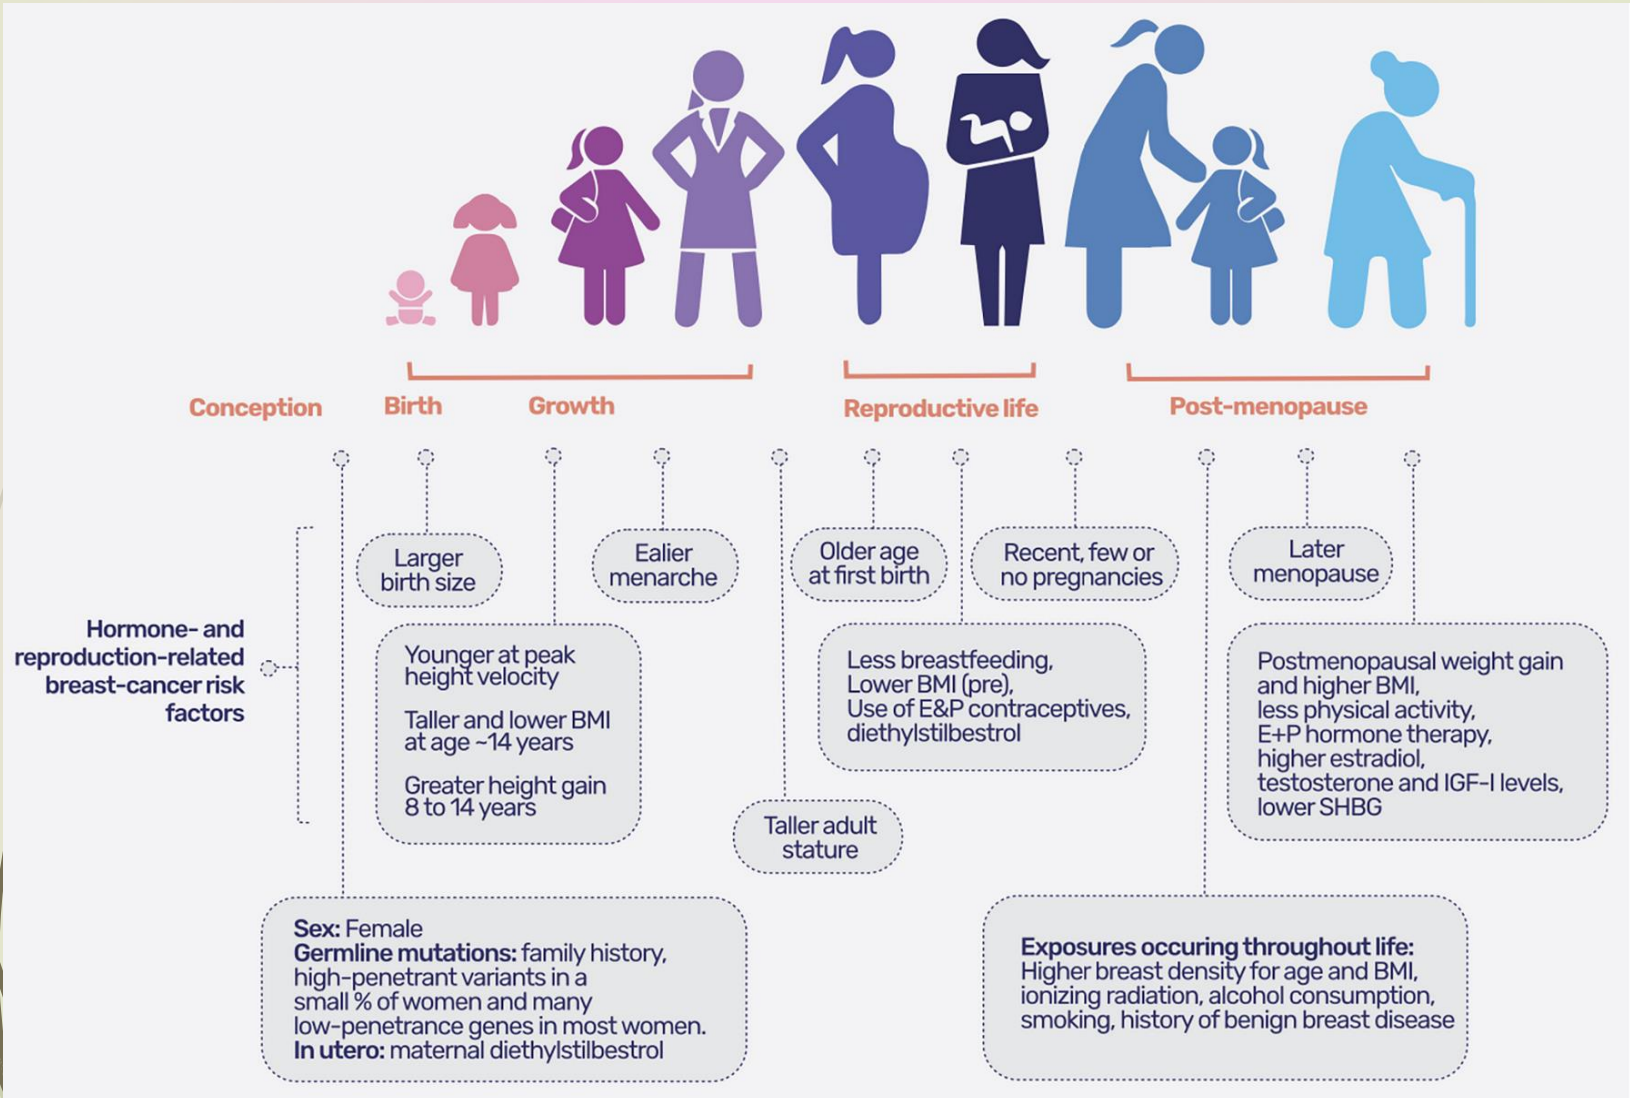 Conception
Birth
Growth
Reproductive life
Post-menopause
Hormone- and
reproduction-related
breast-cancer risk
factors
Larger
birth size
Ealier
menarche
Older age
at first birth
Recent, few or
no pregnancies
Later
menopause
Younger at peak
height velocity
Taller and lower BMI
at age ~14 years
Greater height gain
8 to 14 years
Less breastfeeding,
Lower BMI (pre),
Use of E&P contraceptives,
diethylstilbestrol
Postmenopausal weight gain
and higher BMI,
less physical activity,
E+P hormone therapy,
higher estradiol,
testosterone and IGF-I levels,
lower SHBG
Taller adult
stature
Sex: Female
Germline mutations: family history,
high-penetrant variants in a
small % of women and many
low-penetrance genes in most women.
In utero: maternal diethylstilbestrol
Exposures occuring throughout life:
Higher breast density for age and BMI,
ionizing radiation, alcohol consumption,
smoking, history of benign breast disease